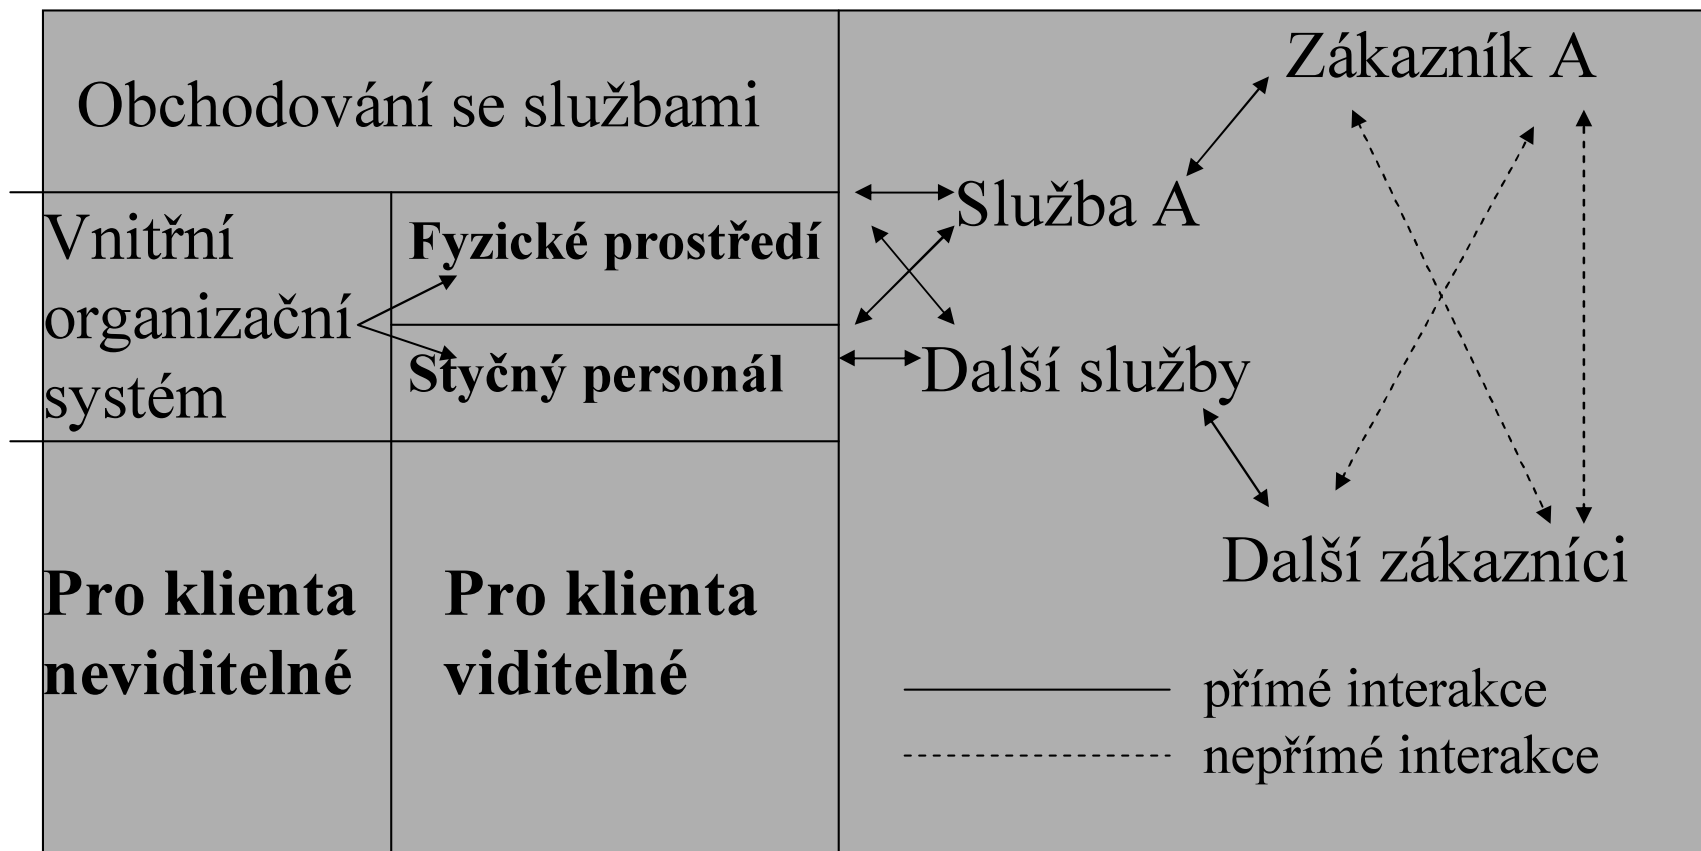 Obchodování se službami
Zákazník A
Vnitřní
organizační
systém
Fyzické prostředí
Styčný personál
Služba A
Další služby
Další zákazníci
Pro klienta
neviditelné
Pro klienta
viditelné
přímé interakce
nepřímé interakce